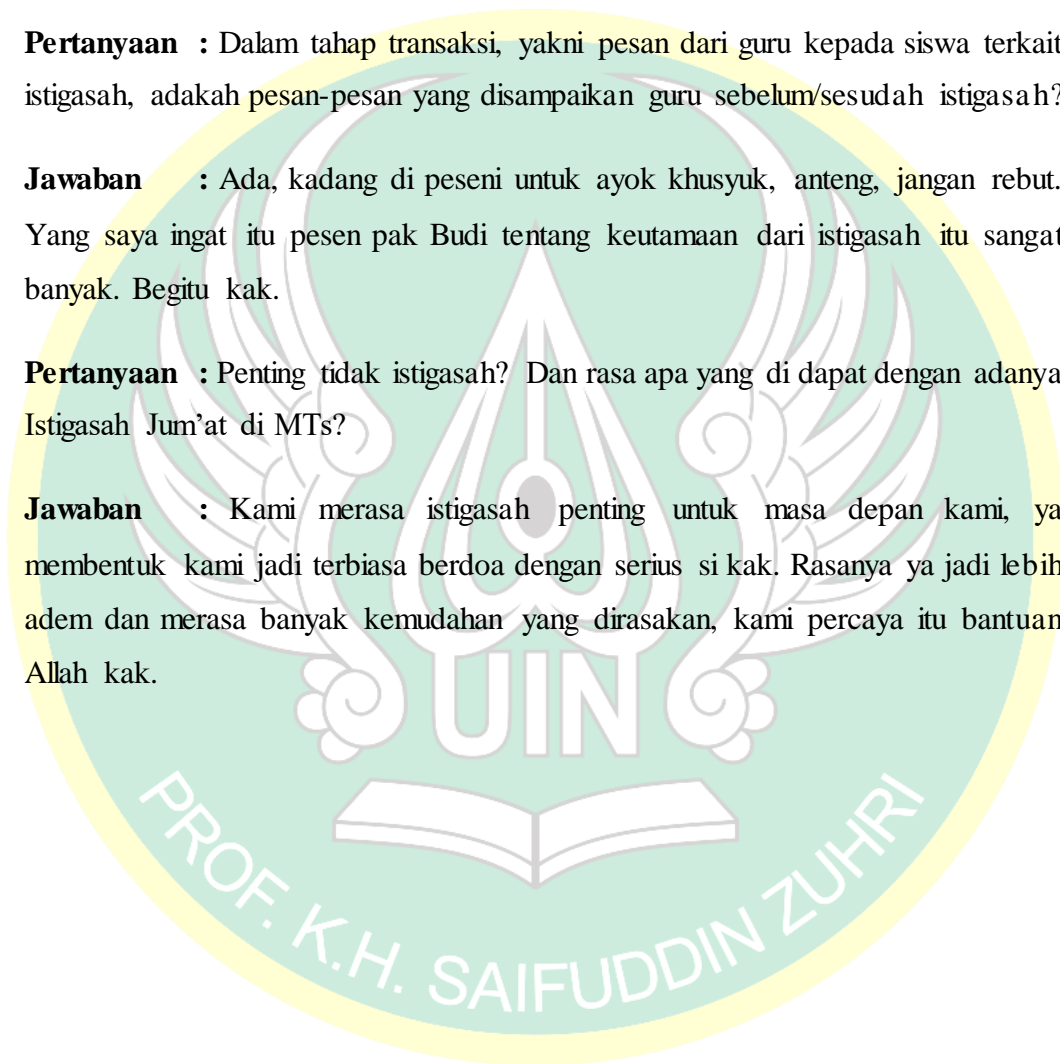 Pertanyaan : Dalam tahap transaksi, yakni pesan dari guru kepada siswa terkait
istigasah, adakah pesan-pesan yang disampaikan guru sebelum/sesudah istigasah?
Jawaban : Ada, kadang di peseni untuk ayok khusyuk, anteng, jangan rebut.
Yang saya ingat itu pesen pak Budi tentang keutamaan dari istigasah itu sangat
banyak. Begitu kak.
Pertanyaan : Penting tidak istigasah? Dan rasa apa yang di dapat dengan adanya
Istigasah Jum’at di MTs?
Jawaban : Kami merasa istigasah penting untuk masa depan kami, ya
membentuk kami jadi terbiasa berdoa dengan serius si kak. Rasanya ya jadi lebih
adem dan merasa banyak kemudahan yang dirasakan, kami percaya itu bantuan
Allah kak.
UIN
PROF. K.H. SAIFUDDIN ZUHRI